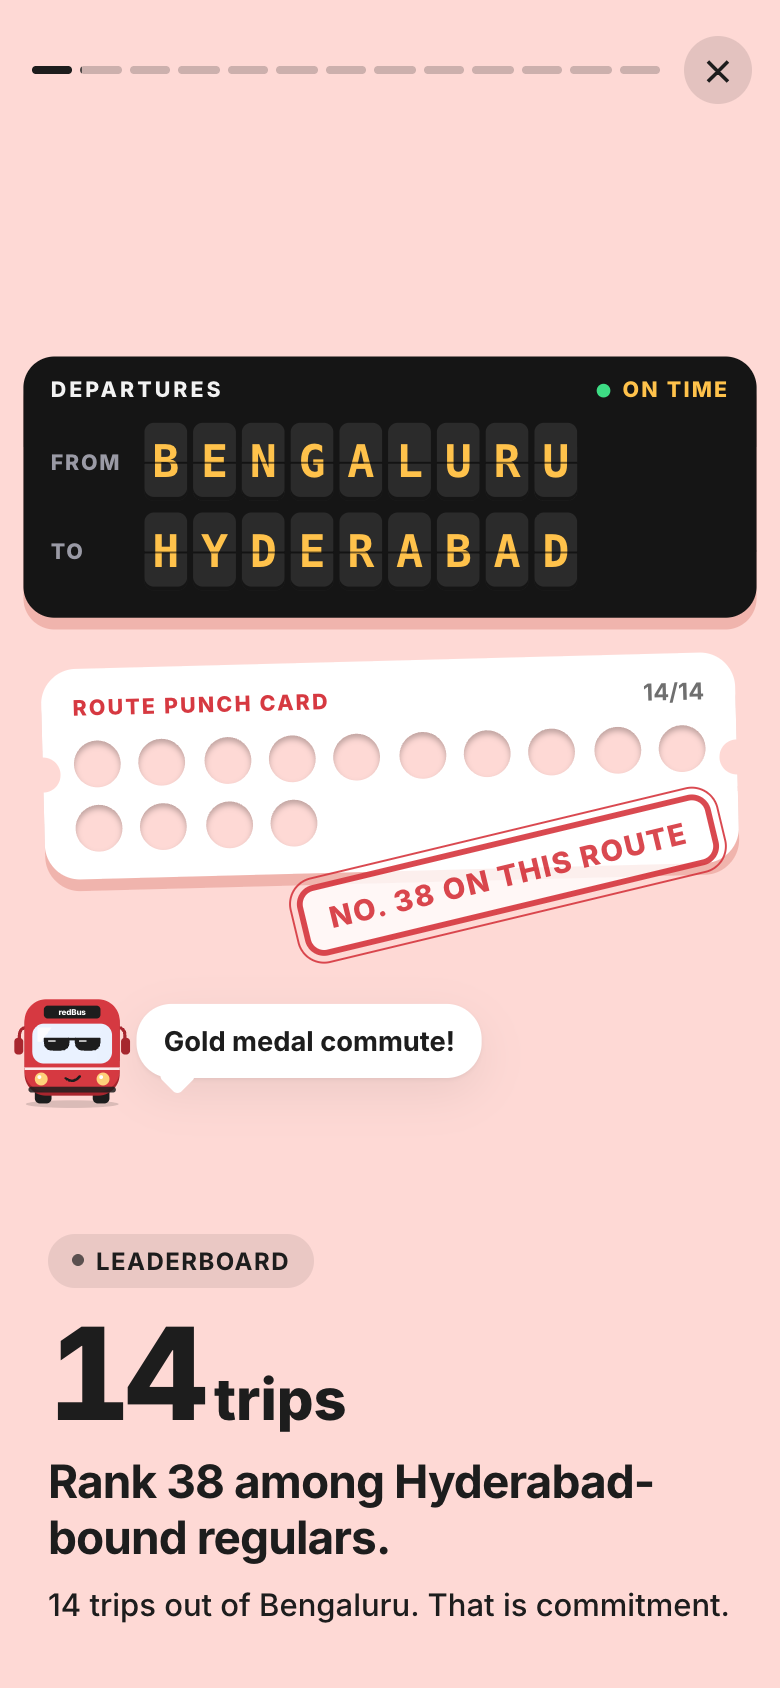 DEPARTURES
ON TIME
FROM BENGALURU
TO HYDERABAD
ROUTE PUNCH CARD
14/14
NO. 38 ON THIS ROUTE
redBus
Gold medal commute!
LEADERBOARD
14 trips
Rank 38 among Hyderabad-
bound regulars.
14 trips out of Bengaluru. That is commitment.